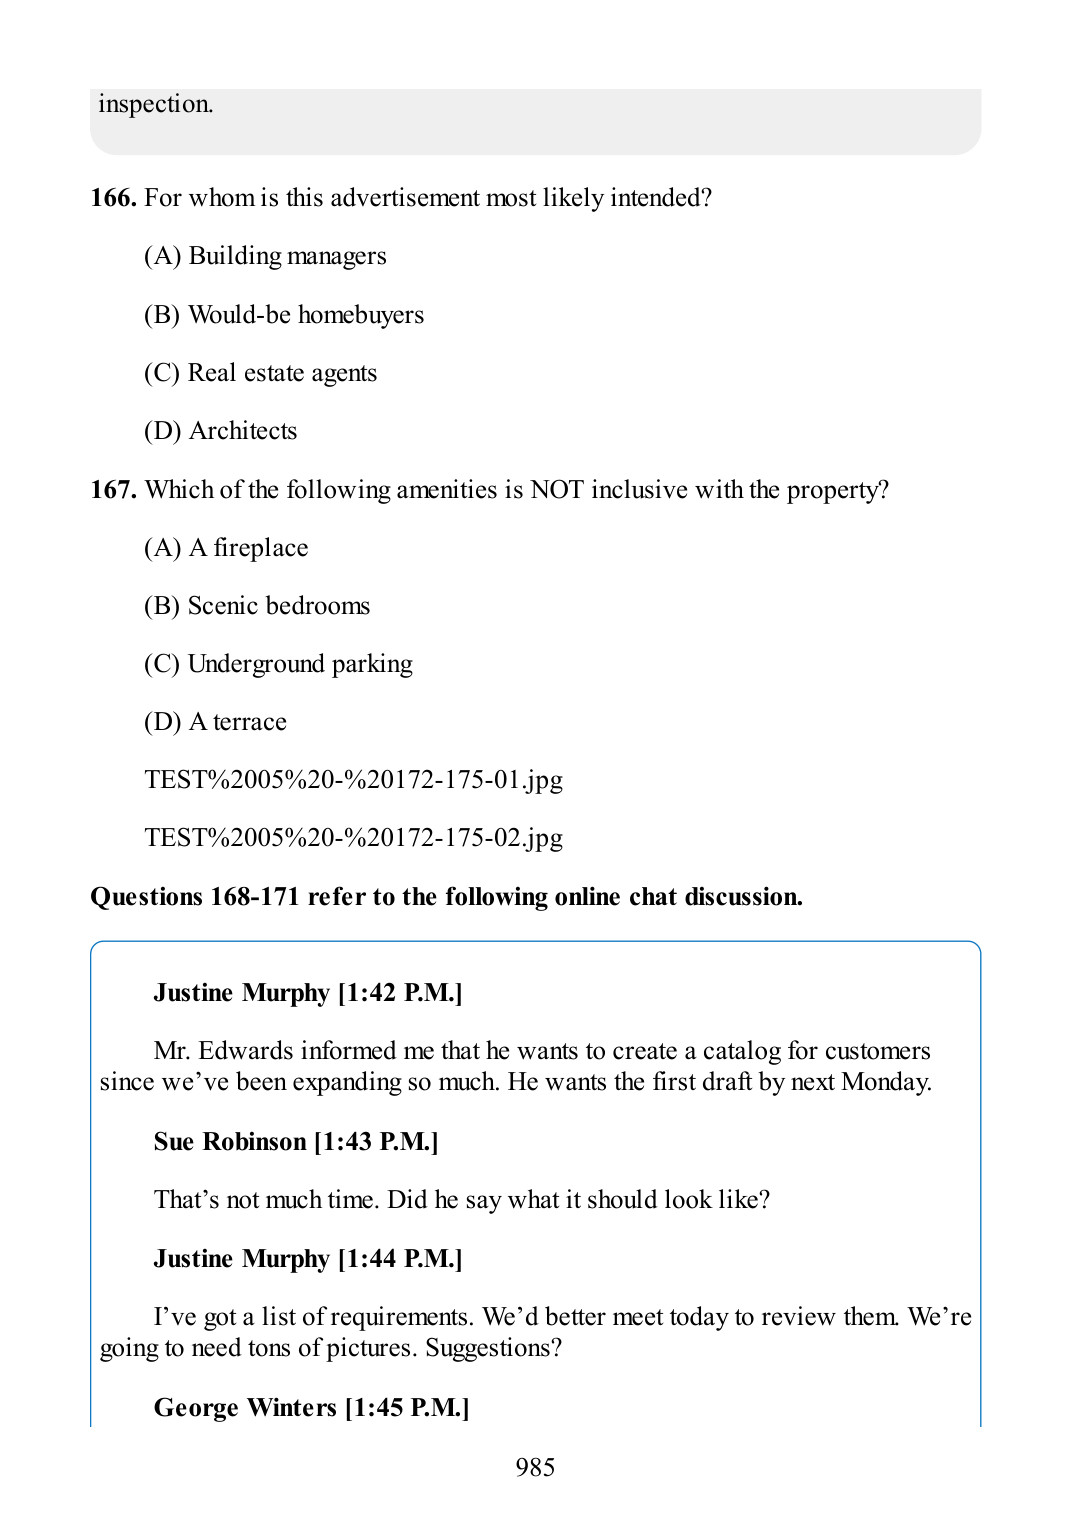 inspection.
166. For whom is this advertisement most likely intended?
(A) Building managers
(B) Would-be homebuyers
(C) Real estate agents
(D) Architects
167. Which of the following amenities is NOT inclusive with the property?
(A) A fireplace
(B) Scenic bedrooms
(C) Underground parking
(D) A terrace
TEST%2005%20-%20172-175-01.jpg
TEST%2005%20-%20172-175-02.jpg
Questions 168-171 refer to the following online chat discussion.
Justine Murphy [1:42 P.M.]
Mr. Edwards informed me that he wants to create a catalog for customers
since we’ve been expanding so much. He wants the first draft by next Monday.
Sue Robinson [1:43 P.M.]
That’s not much time. Did he say what it should look like?
Justine Murphy [1:44 P.M.]
I’ve got a list of requirements. We’d better meet today to review them. We’re
going to need tons of pictures. Suggestions?
George Winters [1:45 P.M.]
985